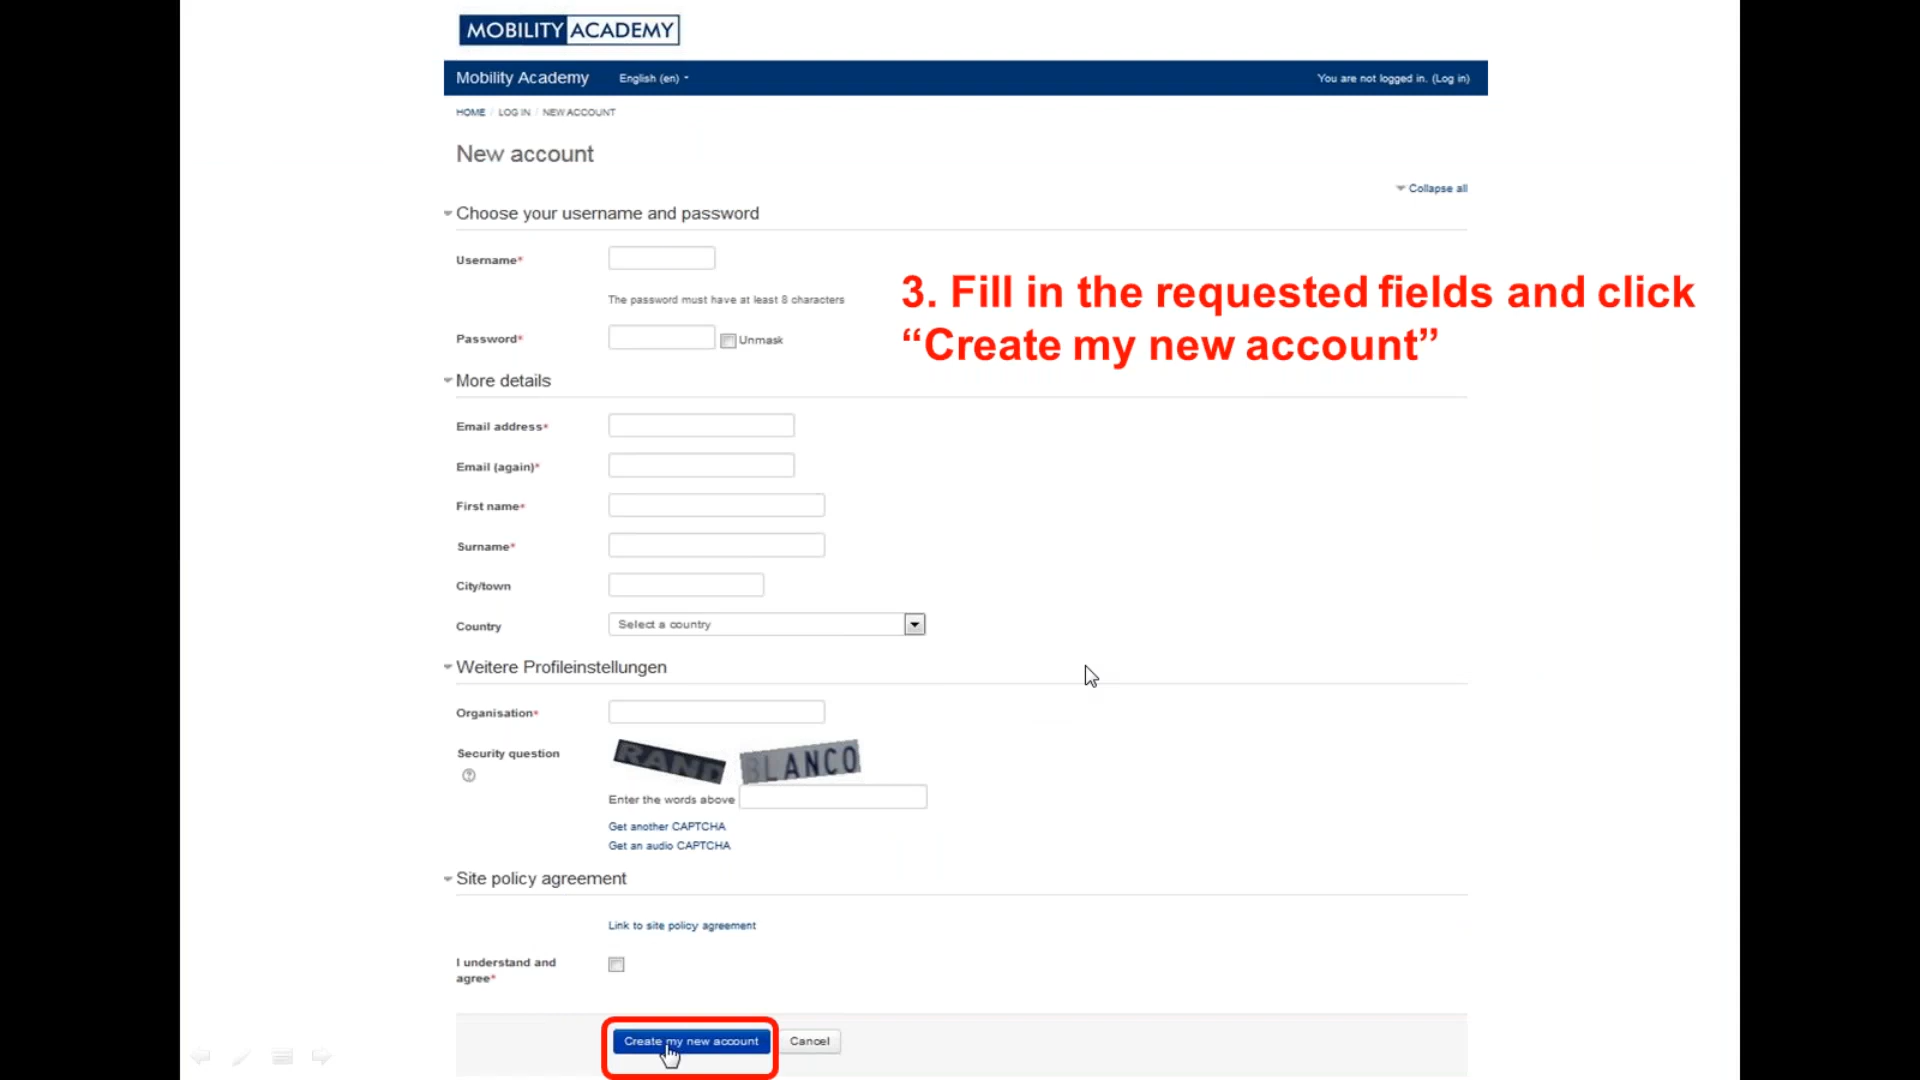 MOBILITY ACADEMY
Mobility Academy English (en) You are not logged in. (Log in)
HOME / LOG IN / NEW ACCOUNT
New account
Collapse all
Choose your username and password
Username*
The password must have at least 8 characters
Password* Unmask
3. Fill in the requested fields and click
“Create my new account”
More details
Email address*
Email (again)*
First name*
Surname*
City/town
Country Select a country
Weitere Profileinstellungen
Organisation*
Security question
RAND BLANCO
Enter the words above
Get another CAPTCHA
Get an audio CAPTCHA
Site policy agreement
Link to site policy agreement
I understand and
agree*
Create my new account Cancel